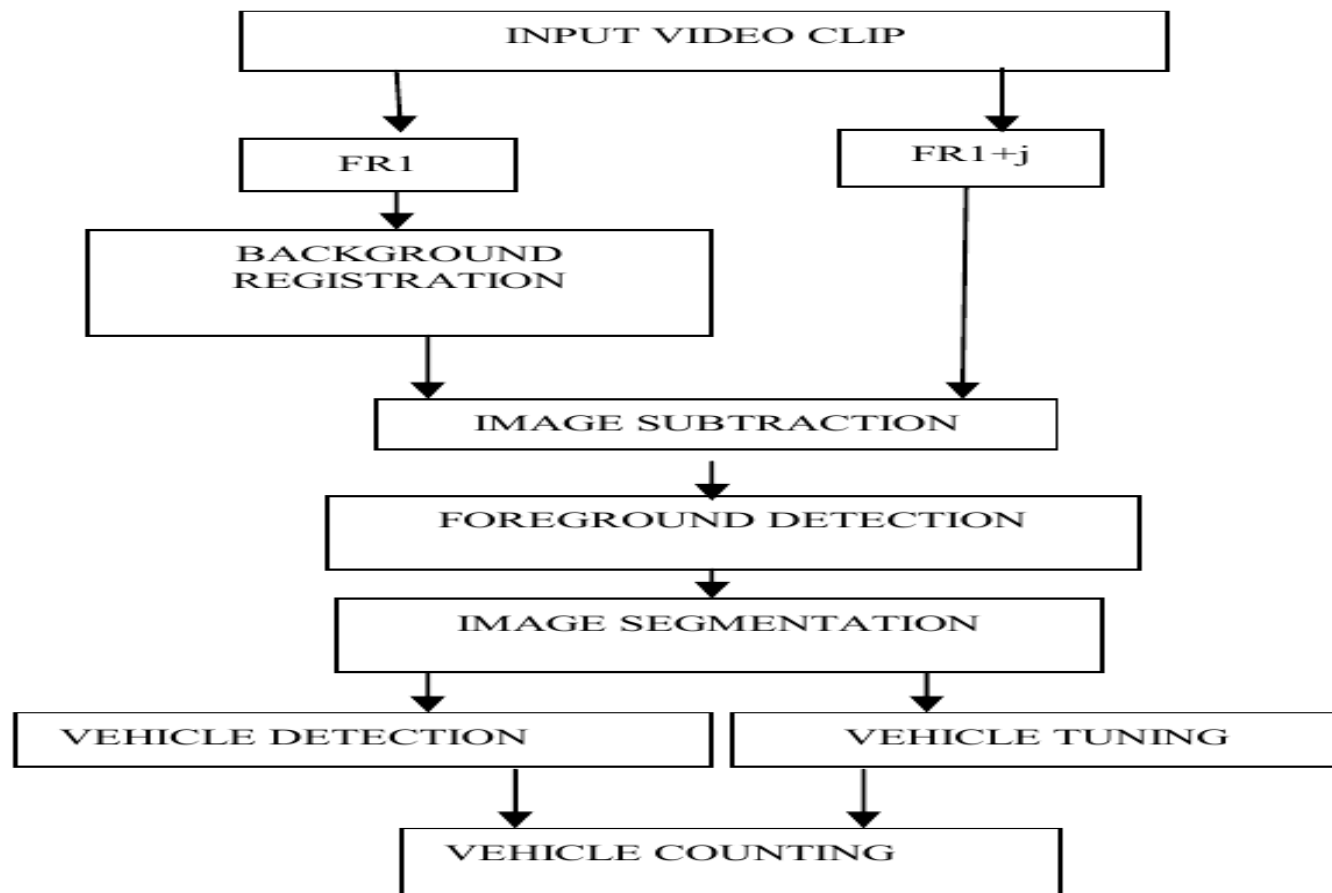 INPUT VIDEO CLIP
FR1
FR1+j
BACKGROUND
REGISTRATION
IMAGE SUBTRACTION
FOREGROUND DETECTION
IMAGE SEGMENTATION
VEHICLE DETECTION
VEHICLE TUNING
VEHICLE COUNTING